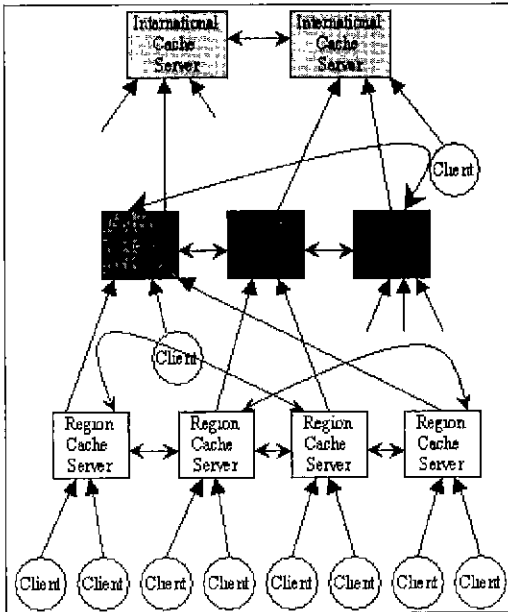 International
Cache
Server
International
Cache
Server
Client
Client
Region
Cache
Server
Region
Cache
Server
Region
Cache
Server
Region
Cache
Server
Client
Client
Client
Client
Client
Client
Client
Client